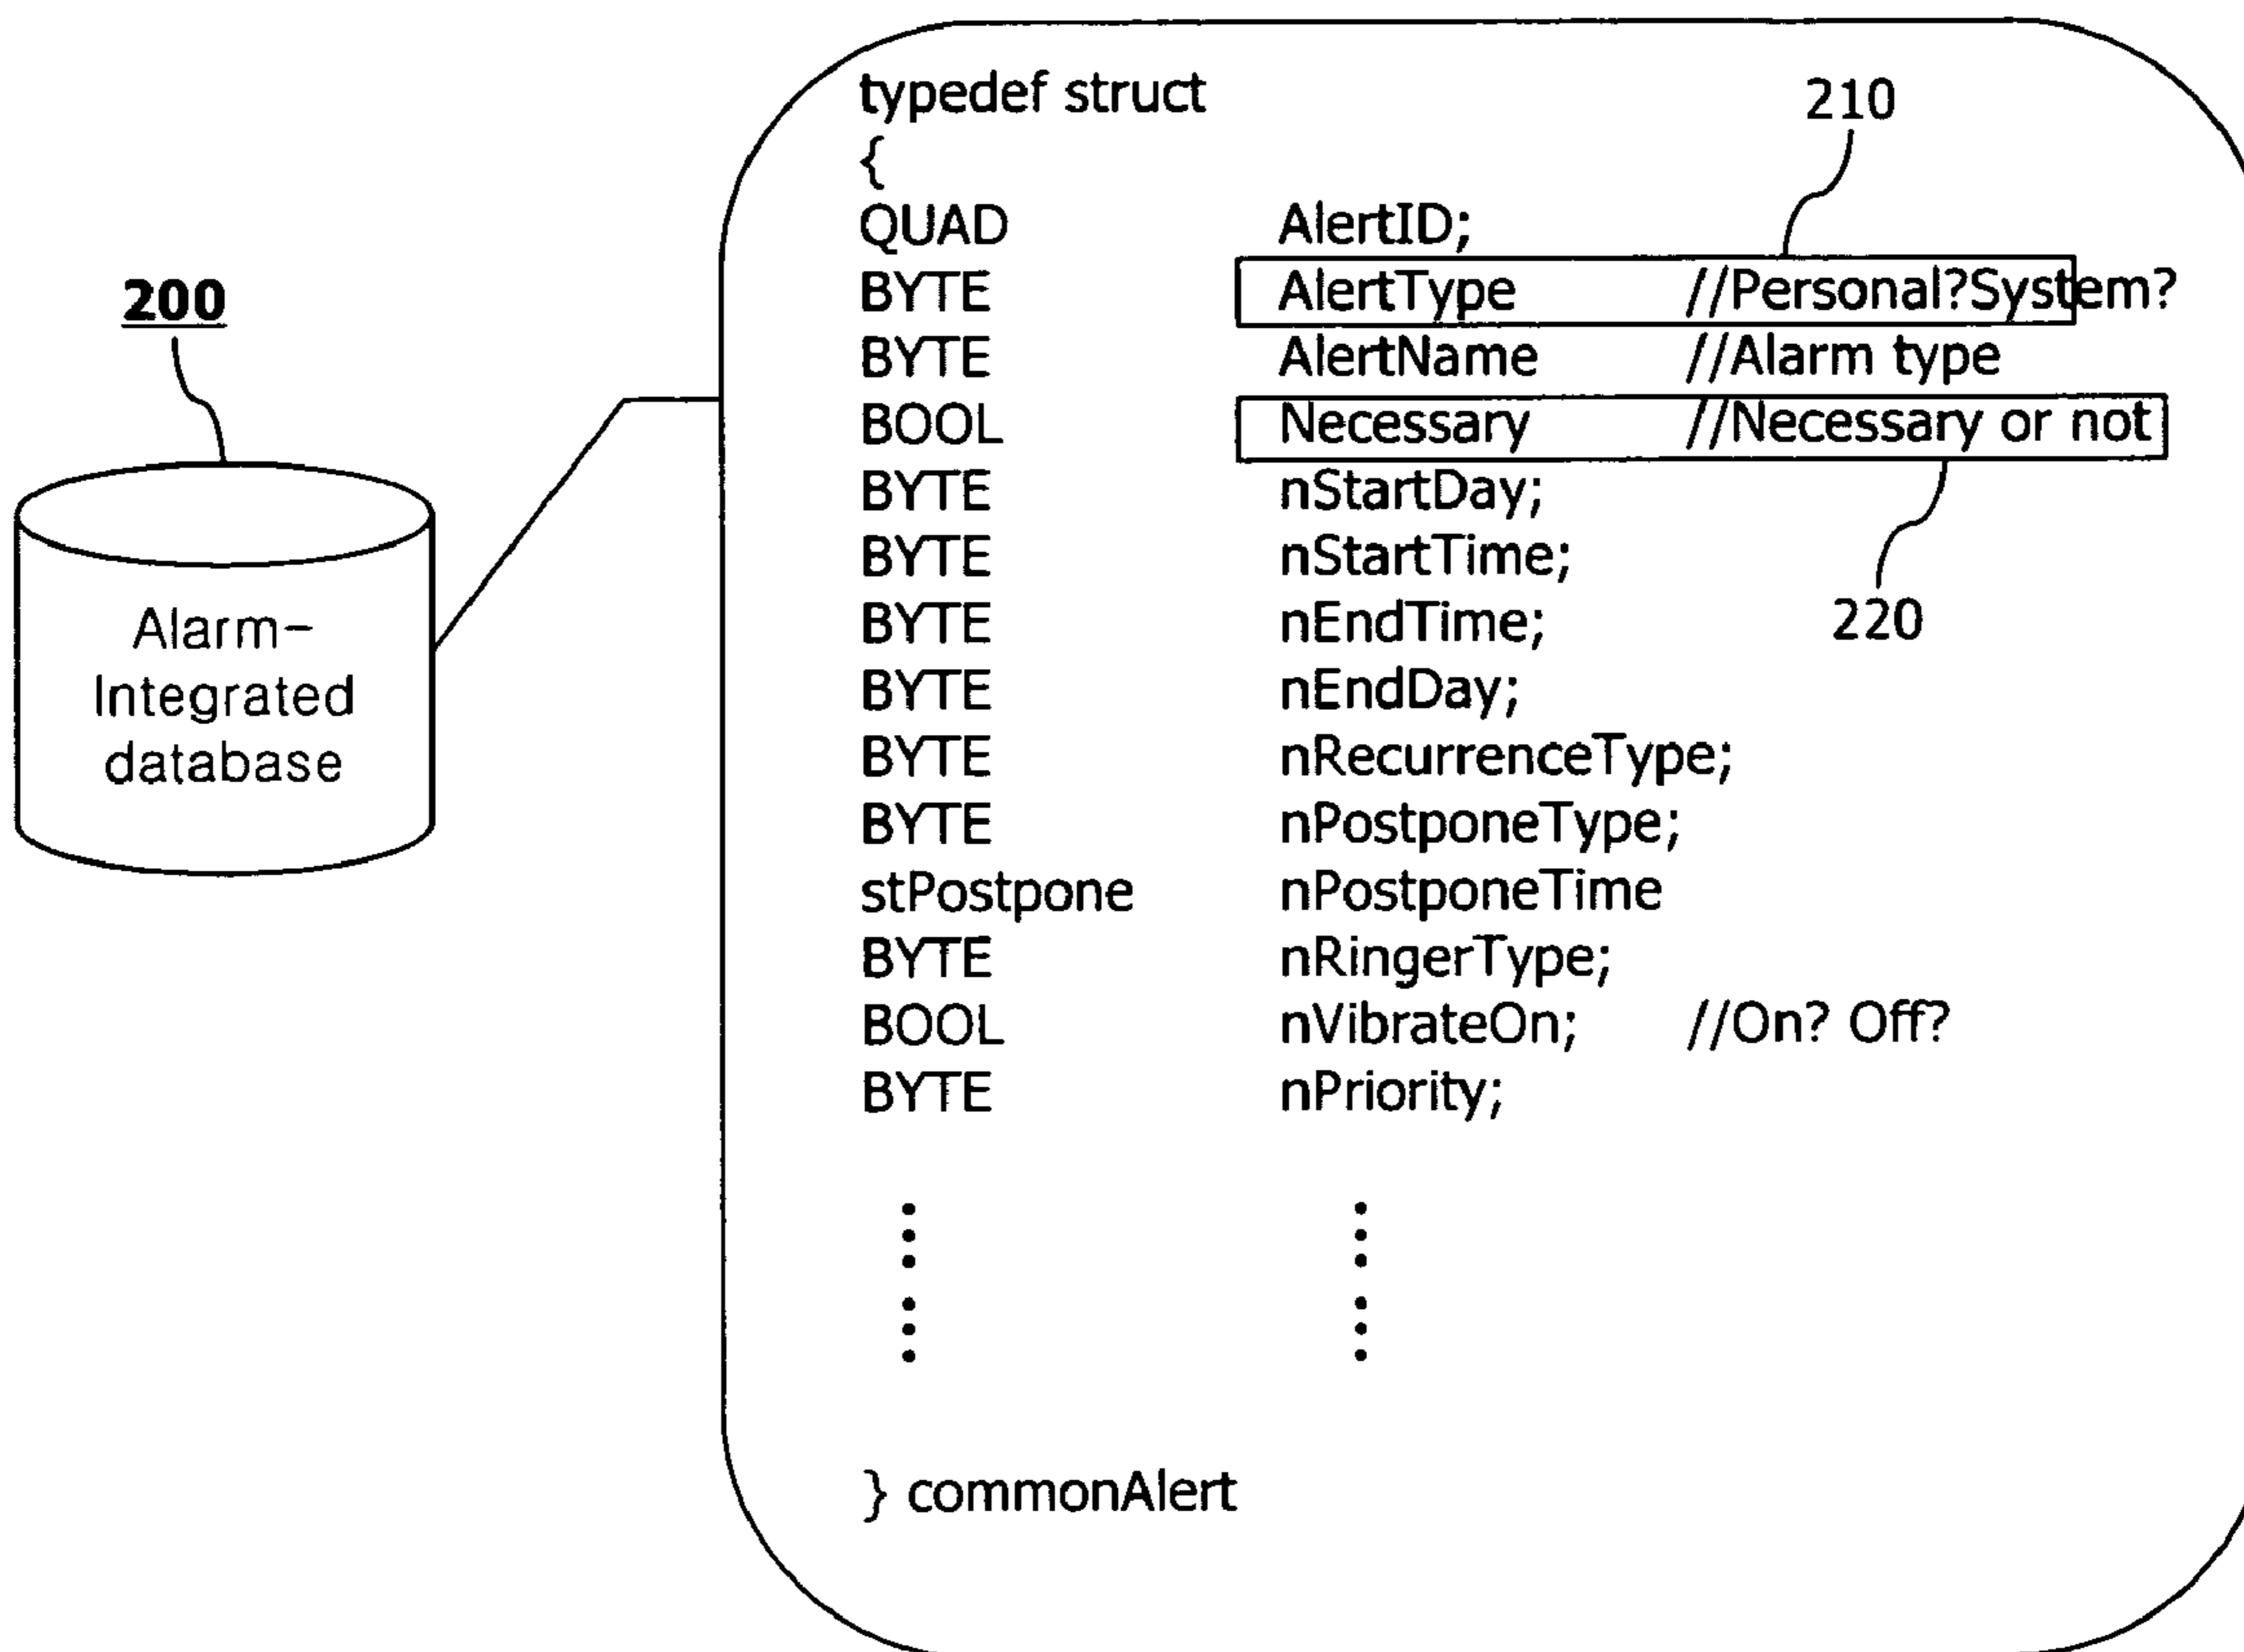 200
Alarm-
Integrated
database
typedef struct
{
210
QUAD AlertID;
BYTE AlertType //Personal?System?
BYTE AlertName //Alarm type
BOOL Necessary //Necessary or not
BYTE nStartDay;
BYTE nStartTime;
BYTE nEndTime;
220
BYTE nEndDay;
BYTE nRecurrenceType;
BYTE nPostponeType;
stPostpone nPostponeTime
BYTE nRingerType;
BOOL nVibrateOn; //On? Off?
BYTE nPriority;
} commonAlert